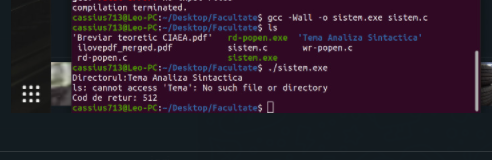 compilation terminated.
cassius713@Leo-PC:~/Desktop/Facultate$ gcc -Wall -o sistem.exe sistem.c
cassius713@Leo-PC:~/Desktop/Facultate$ ls
'Breviar teoretic CIAEA.pdf'   rd-popen.exe  'Tema Analiza Sintactica'
ilovepdf_merged.pdf   sistem.c   wr-popen.c
rd-popen.c   sistem.exe
cassius713@Leo-PC:~/Desktop/Facultate$ ./sistem.exe
Directorul:Tema Analiza Sintactica
ls: cannot access 'Tema': No such file or directory
Cod de retur: 512
cassius713@Leo-PC:~/Desktop/Facultate$